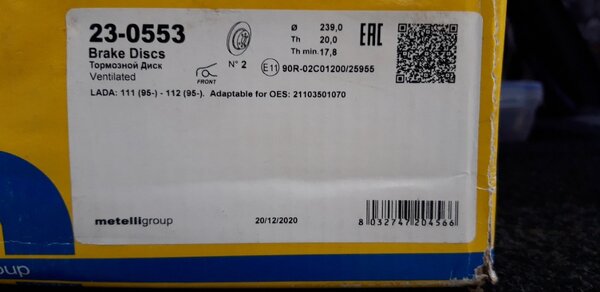 23-0553
Brake Discs
Тормозной Диск
Ventilated
FRONT
N° 2
Ø 239,0
Th 20,0
Th min. 17,8
EAC
E11 90R-02C01200/25955
LADA: 111 (95-) - 112 (95-). Adaptable for OES: 21103501070
metelligroup
20/12/2020
8 032747 204566
oup